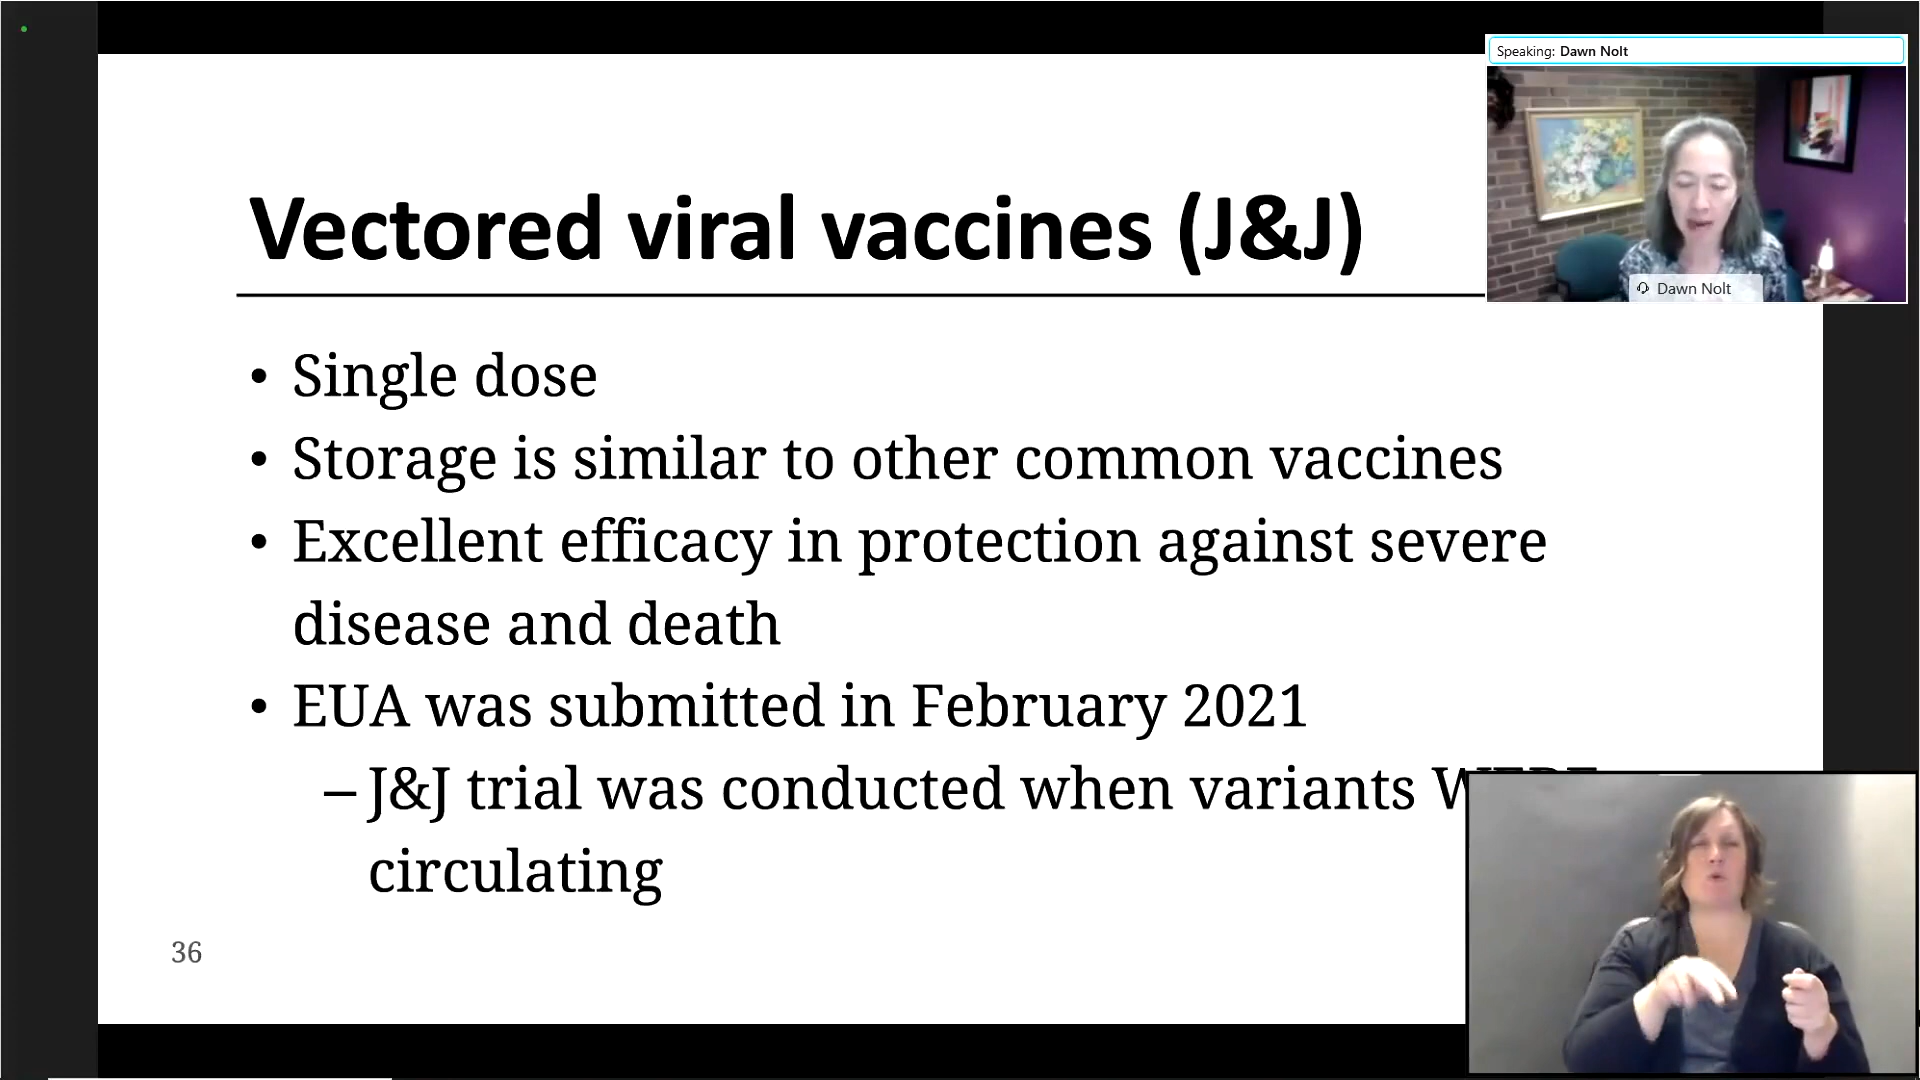 Speaking: Dawn Nolt
Dawn Nolt
Vectored viral vaccines (J&J)
• Single dose
• Storage is similar to other common vaccines
• Excellent efficacy in protection against severe
disease and death
• EUA was submitted in February 2021
– J&J trial was conducted when variants WERE
circulating
36